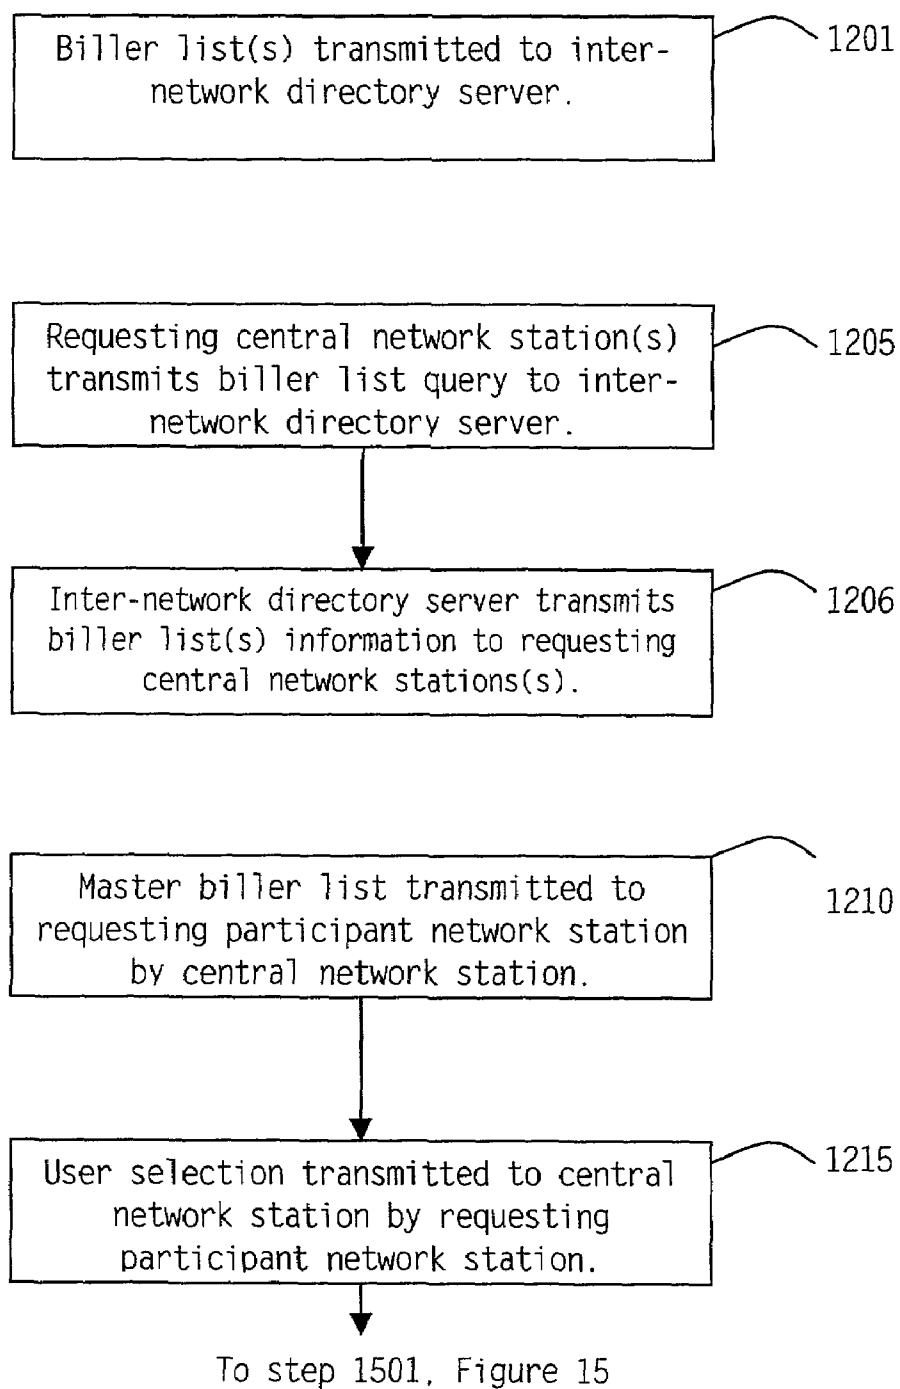 Biller list(s) transmitted to inter-
network directory server.
1201
Requesting central network station(s)
transmits biller list query to inter-
network directory server.
1205
Inter-network directory server transmits
biller list(s) information to requesting
central network stations(s).
1206
Master biller list transmitted to
requesting participant network station
by central network station.
1210
User selection transmitted to central
network station by requesting
participant network station.
1215
To step 1501, Figure 15